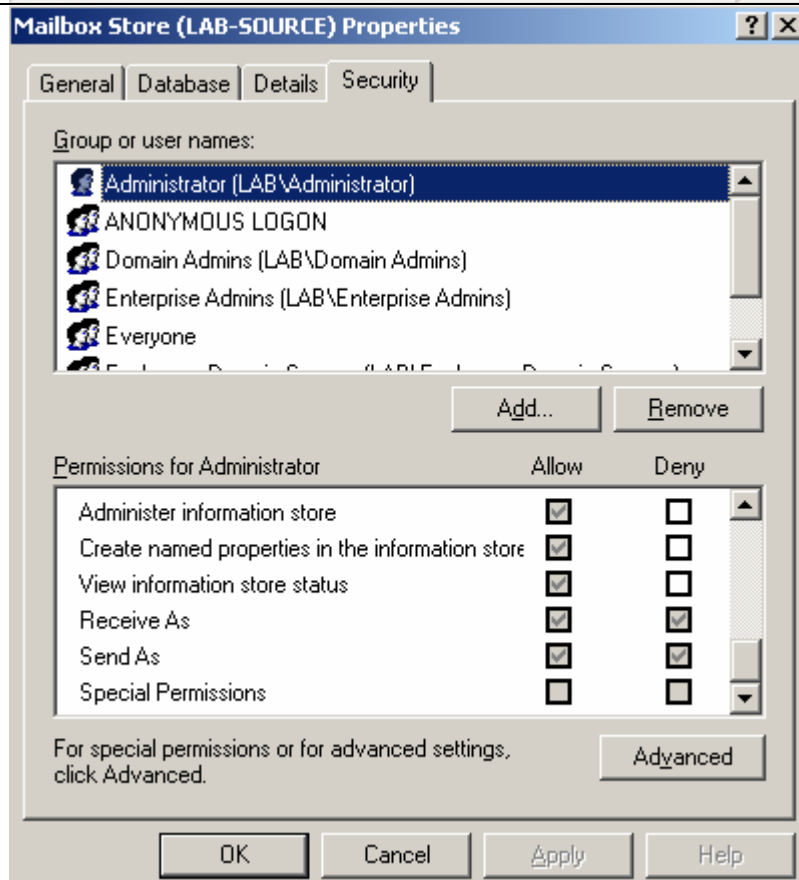 Mailbox Store (LAB-SOURCE) Properties
General Database Details Security
Group or user names:
Administrator (LAB\Administrator)
ANONYMOUS LOGON
Domain Admins (LAB\Domain Admins)
Enterprise Admins (LAB\Enterprise Admins)
Everyone
Add... Remove
Permissions for Administrator Allow Deny
Administer information store
Create named properties in the information store
View information store status
Receive As
Send As
Special Permissions
For special permissions or for advanced settings,
click Advanced.
Advanced
OK Cancel Apply Help